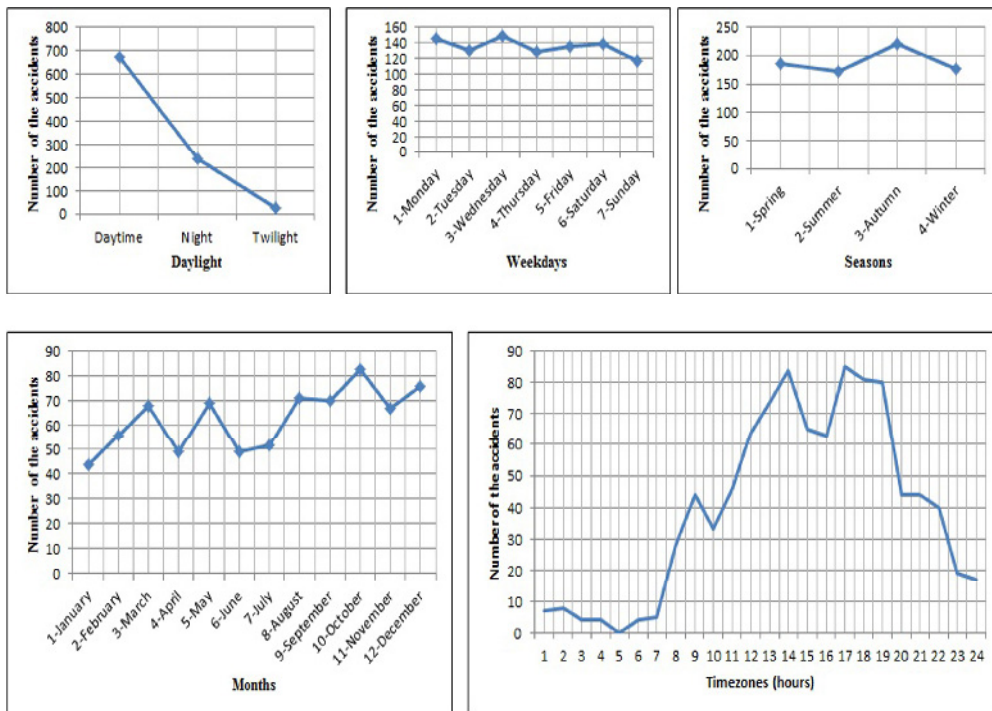 Number of the accidents
800
700
600
500
400
300
200
100
0
Daytime Night Twilight
Daylight
Number of the accidents
160
140
120
100
80
60
40
20
0
1-Monday
2-Tuesday
3-Wednesday
4-Thursday
5-Friday
6-Saturday
7-Sunday
Weekdays
Number of the accidents
250
200
150
100
50
0
1-Spring
2-Summer
3-Autumn
4-Winter
Seasons
Number of the accidents
90
80
70
60
50
40
30
20
10
0
1-January
2-February
3-March
4-April
5-May
6-June
7-July
8-August
9-September
10-October
11-November
12-December
Months
Number of the accidents
90
80
70
60
50
40
30
20
10
0
1 2 3 4 5 6 7 8 9 10 11 12 13 14 15 16 17 18 19 20 21 22 23 24
Timezones (hours)